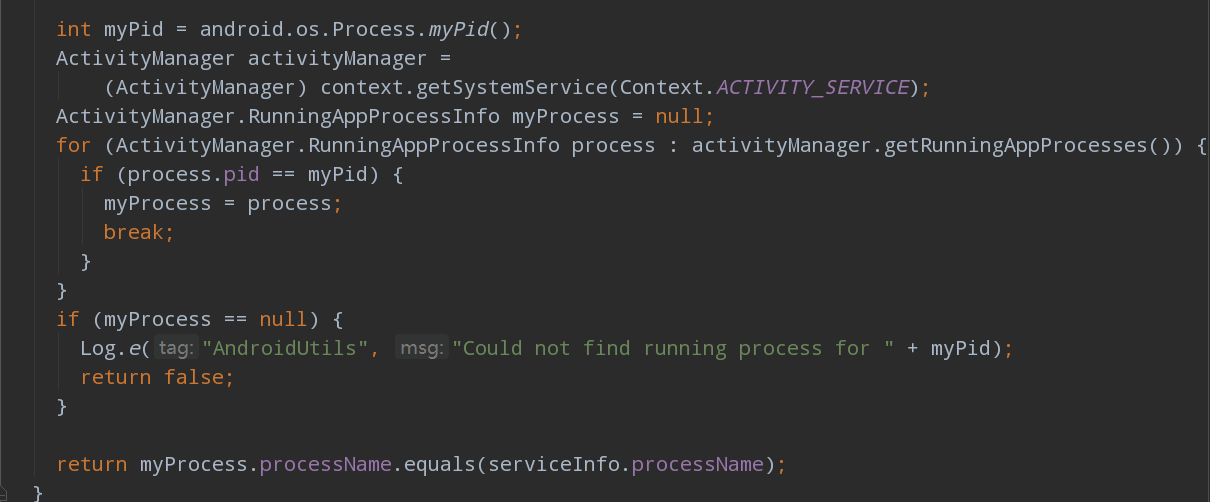 int myPid = android.os.Process.myPid();
ActivityManager activityManager =
(ActivityManager) context.getSystemService(Context.ACTIVITY_SERVICE);
ActivityManager.RunningAppProcessInfo myProcess = null;
for (ActivityManager.RunningAppProcessInfo process : activityManager.getRunningAppProcesses()) {
if (process.pid == myPid) {
myProcess = process;
break;
}
}
if (myProcess == null) {
Log.e( tag: "AndroidUtils", msg: "Could not find running process for " + myPid);
return false;
}
return myProcess.processName.equals(serviceInfo.processName);
}